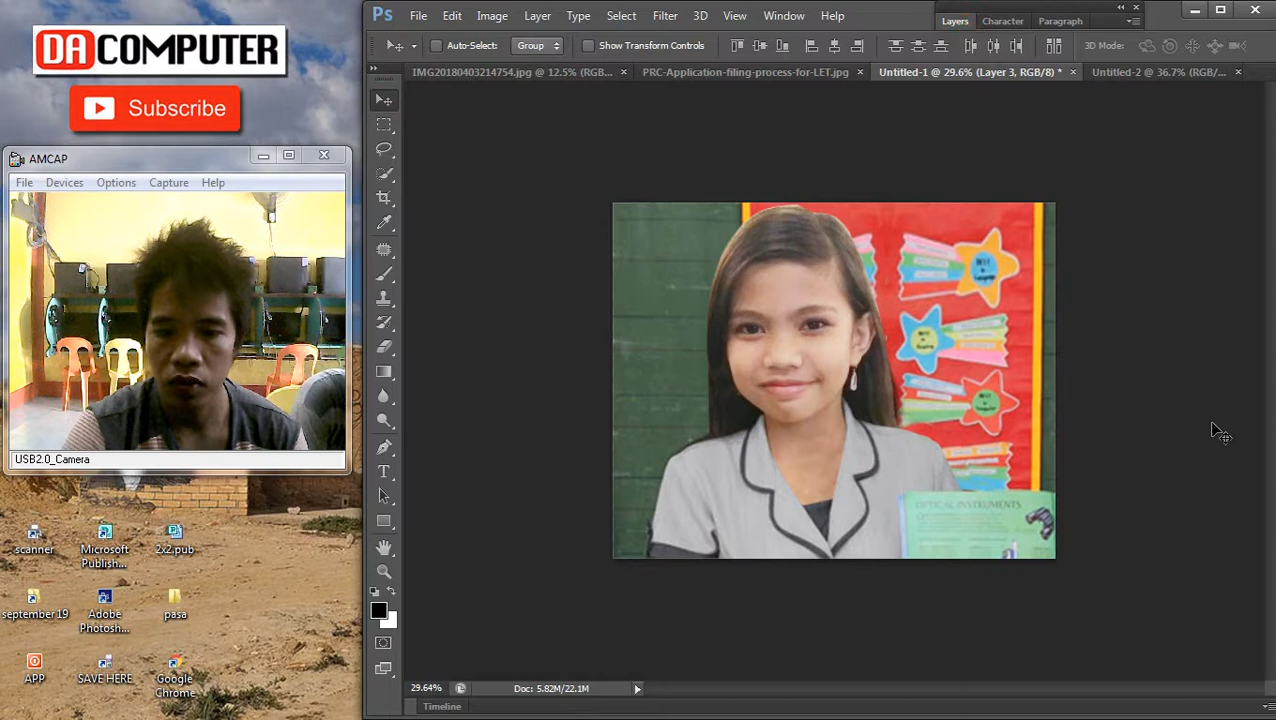 DACOMPUTER
Subscribe
AMCAP
File Devices Options Capture Help
USB2.0_Camera
scanner
Microsoft Publish...
2x2.pub
september 19
Adobe Photosh...
pasa
APP
SAVE HERE
Google Chrome
Ps File Edit Image Layer Type Select Filter 3D View Window Help
Layers Character Paragraph
Auto-Select: Group Show Transform Controls 3D Mode:
IMG20180403214754.jpg @ 12.5% (RGB... PRC-Application-filing-process-for-LET.jpg Untitled-1 @ 29.6% (Layer 3, RGB/8) * Untitled-2 @ 36.7% (RGB/...
OPTICAL INSTRUMENTS
29.64% Doc: 5.82M/22.1M
Timeline